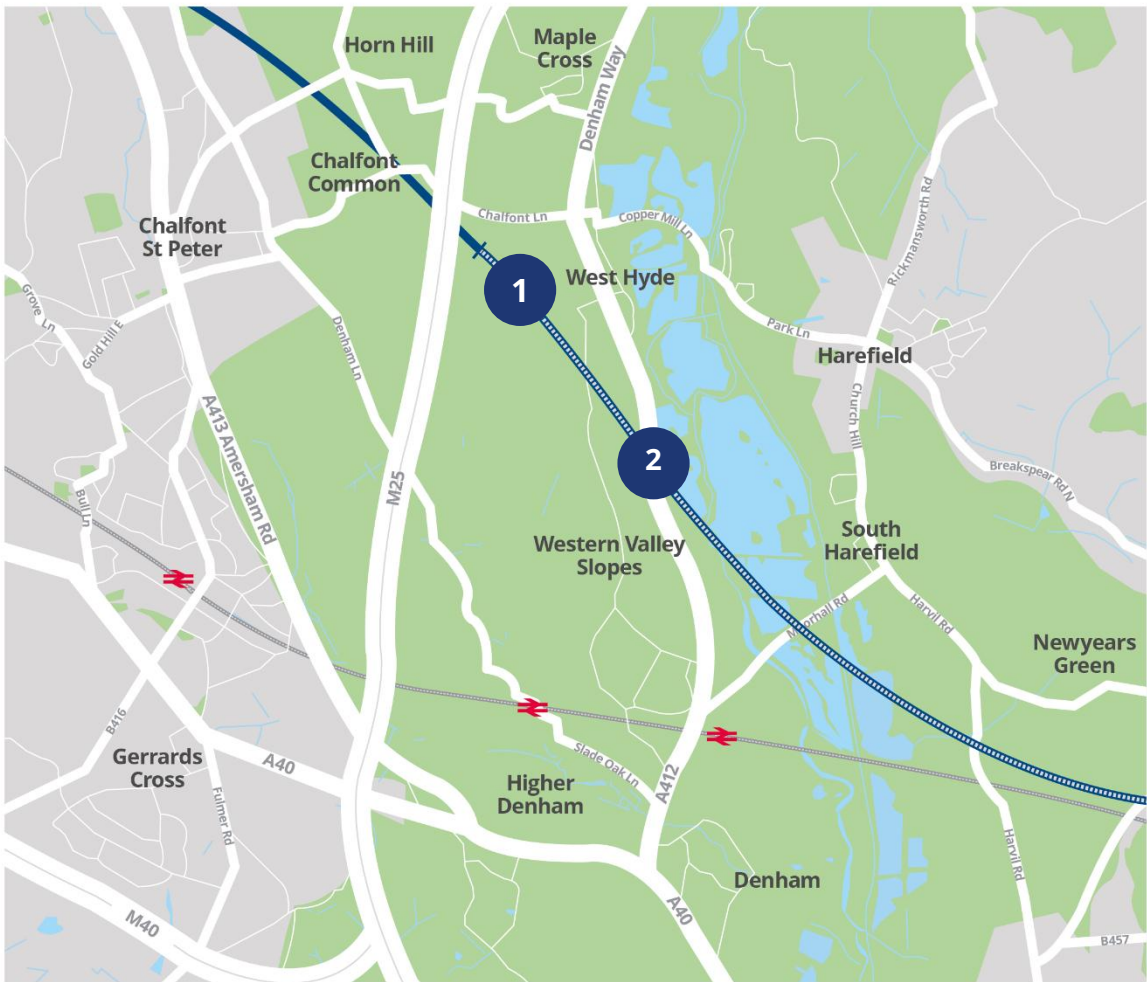 Horn Hill
Maple
Cross
Denham Way
Chalfont
Common
Rickmansworth Rd
Chalfont Ln
Copper Mill Ln
Chalfont
St Peter
1
West Hyde
Grove Ln
Gold Hill E
Denham Ln
Park Ln
Harefield
A413 Amersham Rd
Church Hill
2
M25
Breakspear Rd N
Bull Ln
Western Valley
Slopes
South
Harefield
Moorhall Rd
Harvil Rd
Newyears
Green
B416
Gerrards
Cross
A40
Slade Oak Ln
A412
Higher
Denham
Fulmer Rd
Harvil Rd
Denham
A40
M40
B457